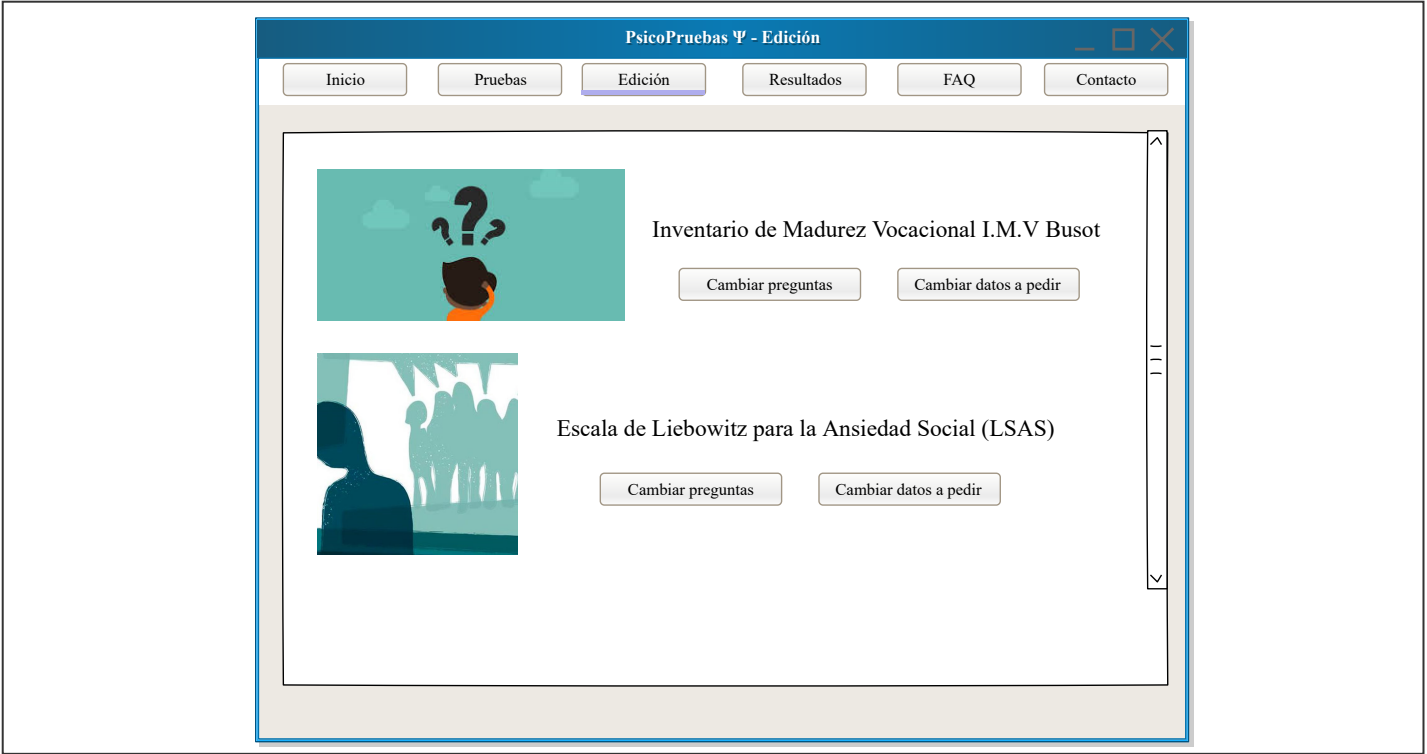 PsicoPruebas Ψ - Edición
Inicio Pruebas Edición Resultados FAQ Contacto
???
Inventario de Madurez Vocacional I.M.V Busot
Cambiar preguntas Cambiar datos a pedir
Escala de Liebowitz para la Ansiedad Social (LSAS)
Cambiar preguntas Cambiar datos a pedir